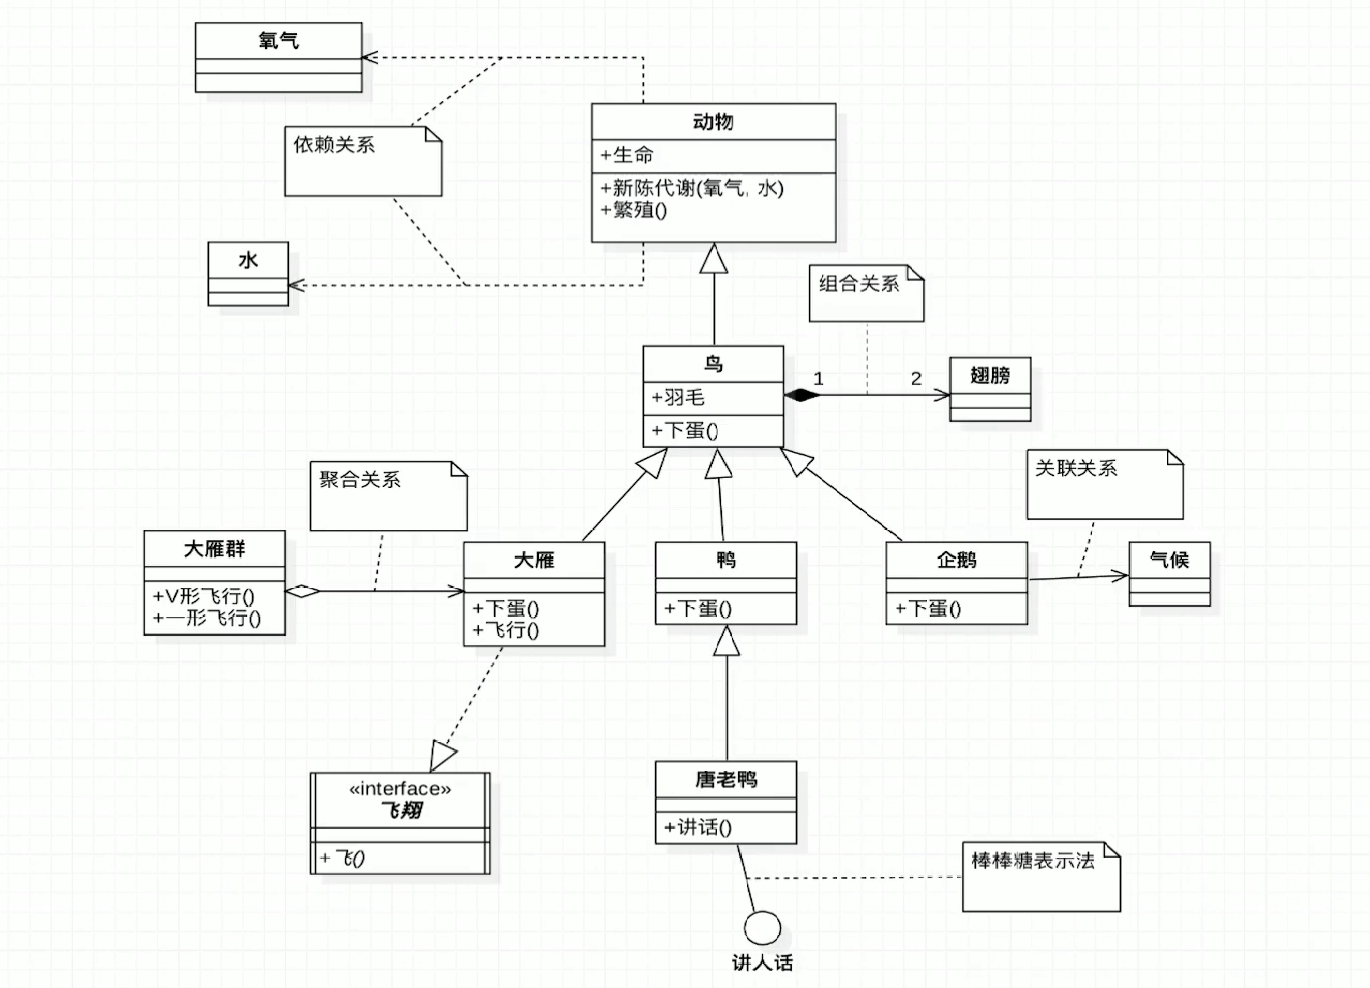 氧气
动物
+生命
+新陈代谢(氧气, 水)
+繁殖()
依赖关系
水
组合关系
鸟
+羽毛
+下蛋()
1
2
翅膀
聚合关系
关联关系
大雁群
+V形飞行()
+一形飞行()
大雁
+下蛋()
+飞行()
鸭
+下蛋()
企鹅
+下蛋()
气候
«interface»
飞翔
+飞()
唐老鸭
+讲话()
棒棒糖表示法
讲人话